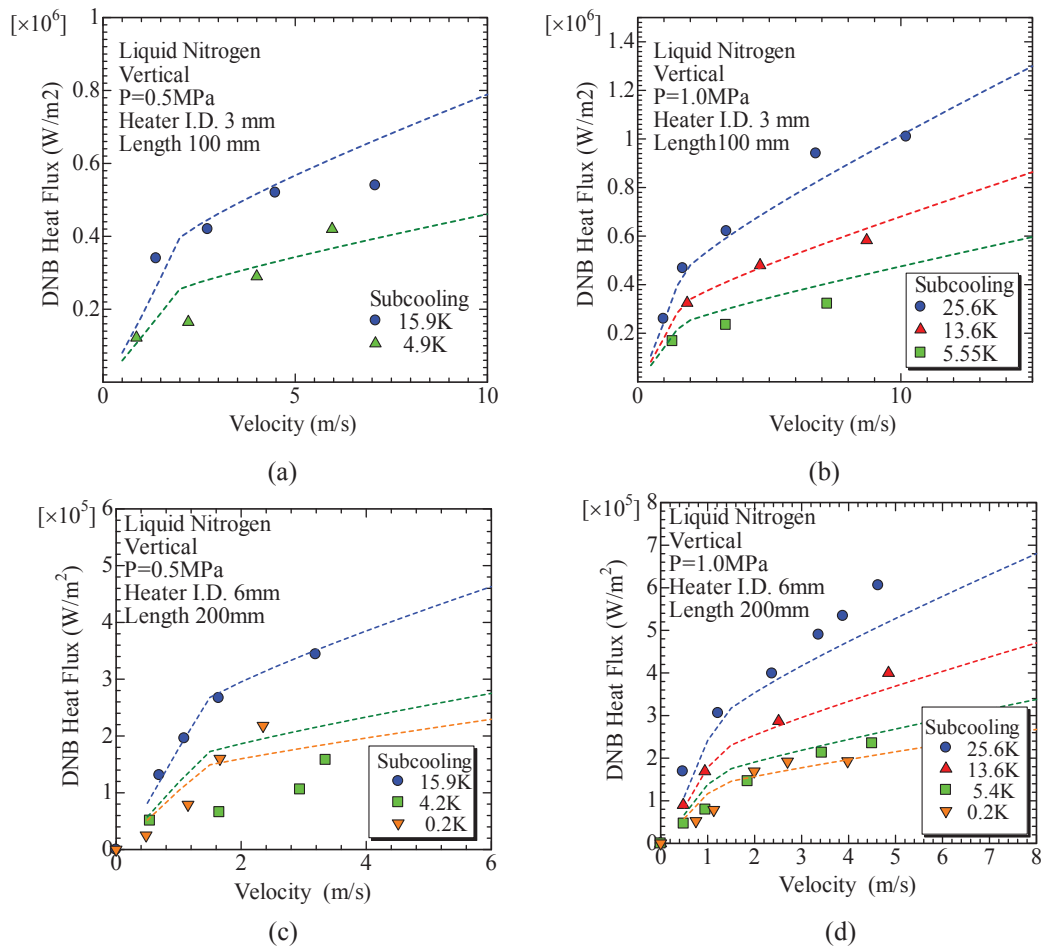 [×10⁶]
1
0.8
0.6
0.4
0.2
0
5
10
DNB Heat Flux (W/m2)
Velocity (m/s)
Liquid Nitrogen
Vertical
P=0.5MPa
Heater I.D. 3 mm
Length 100 mm
Subcooling
15.9K
4.9K
(a)
[×10⁶]
1.4
1.2
1
0.8
0.6
0.4
0.2
0
10
DNB Heat Flux (W/m2)
Velocity (m/s)
Liquid Nitrogen
Vertical
P=1.0MPa
Heater I.D. 3 mm
Length100 mm
Subcooling
25.6K
13.6K
5.55K
(b)
[×10⁵]
6
5
4
3
2
1
0
0
2
4
6
DNB Heat Flux (W/m²)
Velocity (m/s)
Liquid Nitrogen
Vertical
P=0.5MPa
Heater I.D. 6mm
Length 200mm
Subcooling
15.9K
4.2K
0.2K
(c)
[×10⁵]
8
7
6
5
4
3
2
1
0
0
1
2
3
4
5
6
7
8
DNB Heat Flux (W/m²)
Velocity (m/s)
Liquid Nitrogen
Vertical
P=1.0MPa
Heater I.D. 6mm
Length 200mm
Subcooling
25.6K
13.6K
5.4K
0.2K
(d)